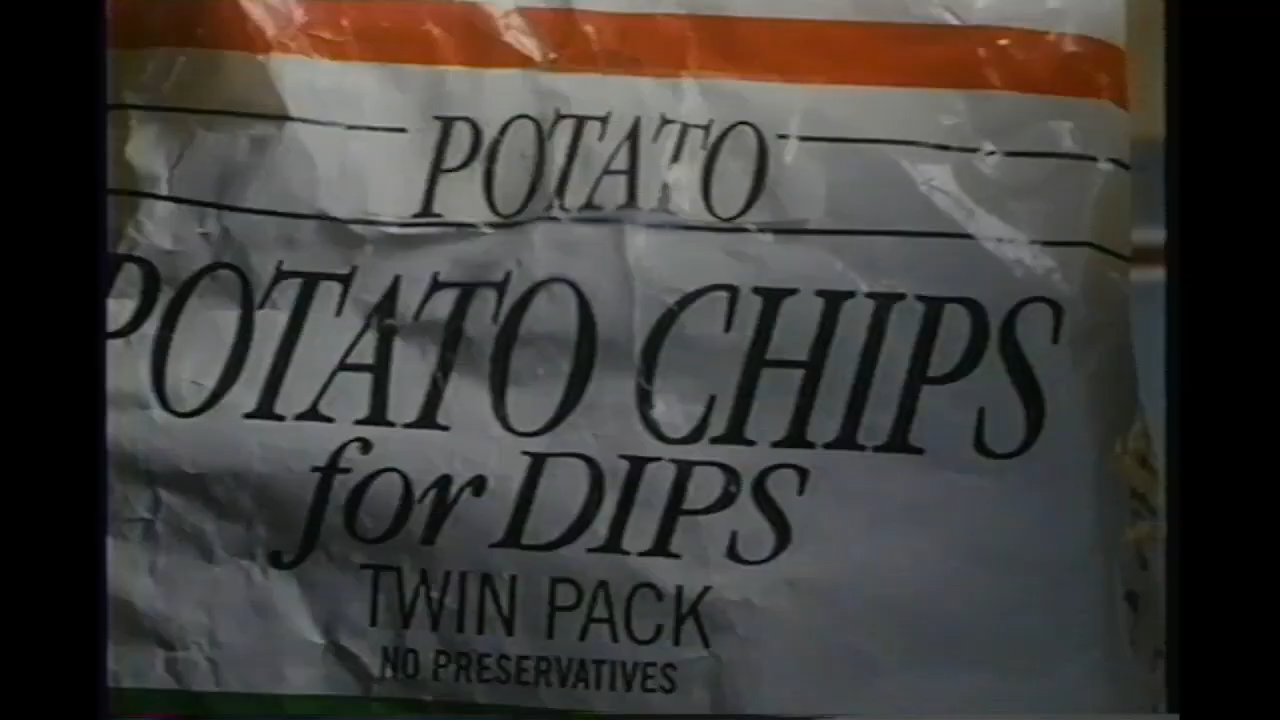 POTATO
POTATO CHIPS
for DIPS
TWIN PACK
NO PRESERVATIVES